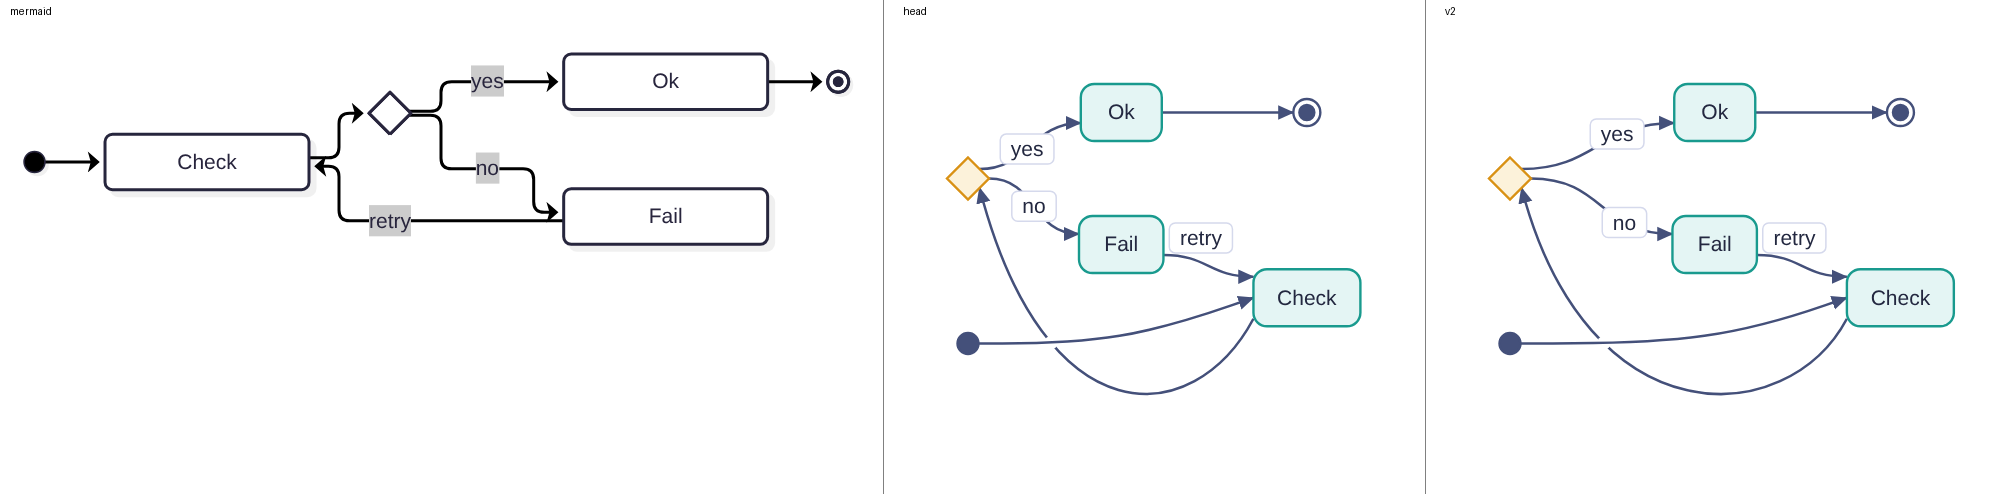 mermaid
yes
Ok
Check
no
retry
Fail
head
Ok
yes
no
Fail
retry
Check
v2
Ok
yes
no
Fail
retry
Check